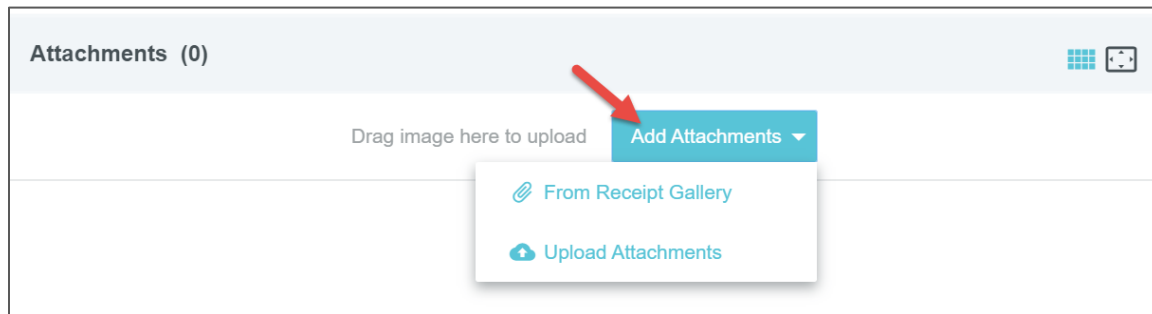 Attachments (0)
Drag image here to upload Add Attachments
From Receipt Gallery
Upload Attachments